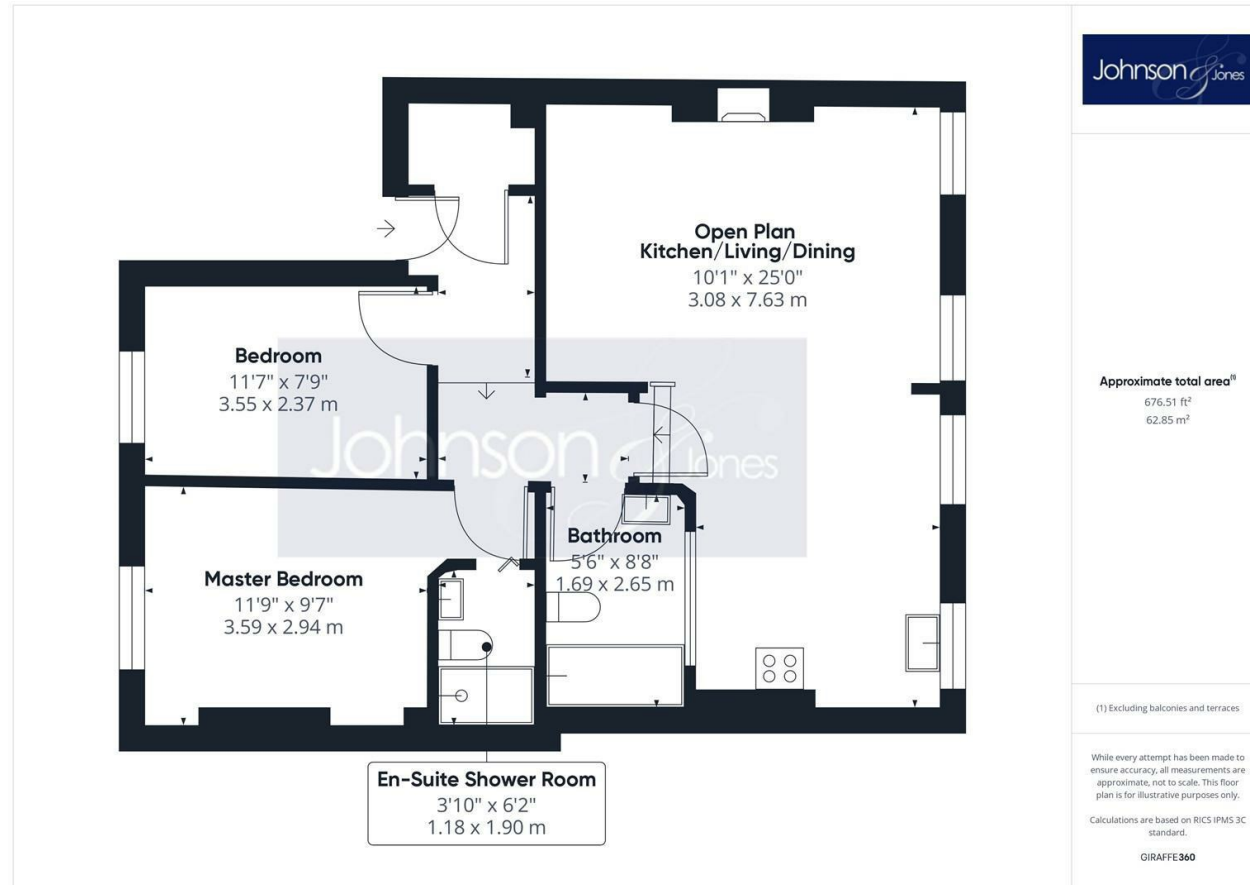 Johnson & Jones
Open Plan
Kitchen/Living/Dining
10'1" x 25'0"
3.08 x 7.63 m
Bedroom
11'7" x 7'9"
3.55 x 2.37 m
Johnson & Jones
Bathroom
5'6" x 8'8"
1.69 x 2.65 m
Master Bedroom
11'9" x 9'7"
3.59 x 2.94 m
En-Suite Shower Room
3'10" x 6'2"
1.18 x 1.90 m
Approximate total area⁽¹⁾
676.51 ft²
62.85 m²
(1) Excluding balconies and terraces
While every attempt has been made to
ensure accuracy, all measurements are
approximate, not to scale. This floor
plan is for illustrative purposes only.
Calculations are based on RICS IPMS 3C
standard.
GIRAFFE360